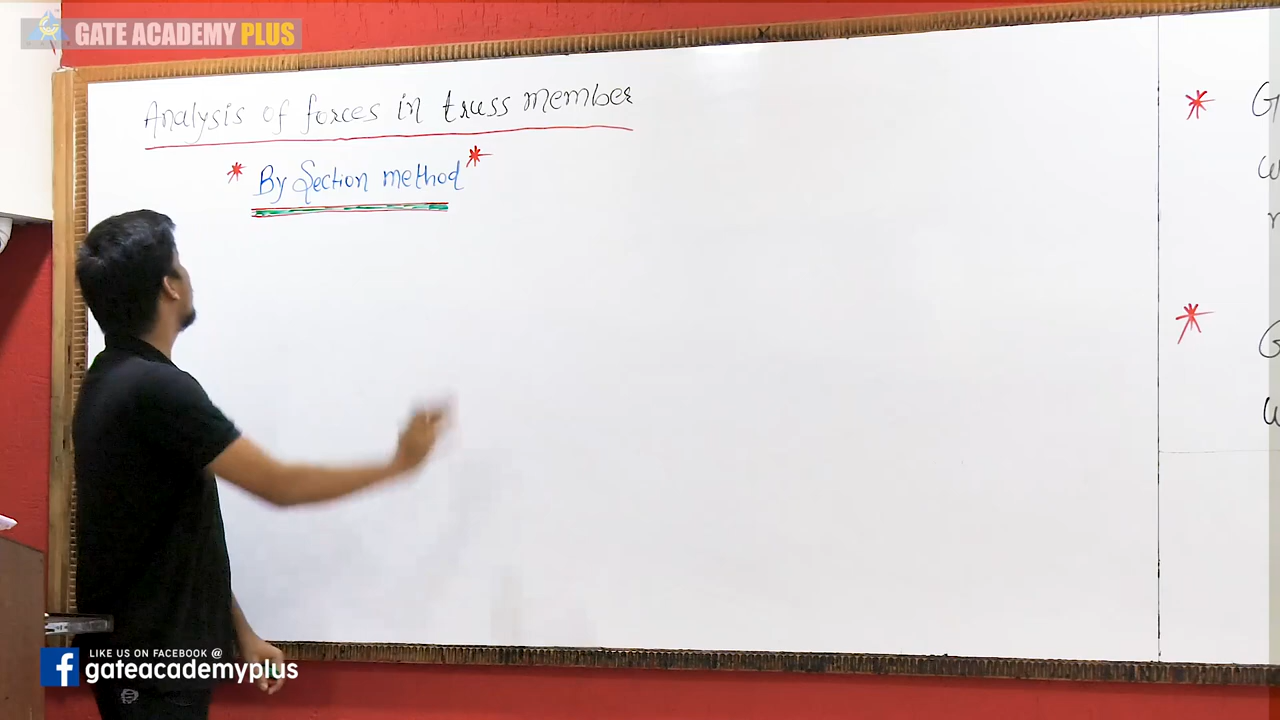 GATE ACADEMY PLUS
Analysis of forces in truss member
* By Section method *
*
G
w
*
G
w
LIKE US ON FACEBOOK @
f gateacademyplus